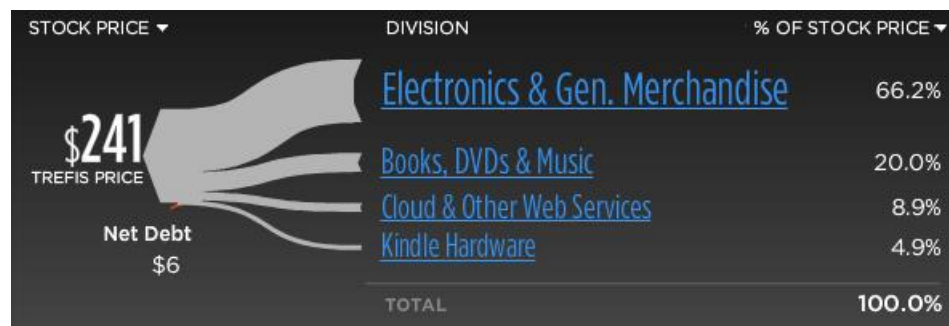 STOCK PRICE ▾ DIVISION % OF STOCK PRICE ▾
Electronics & Gen. Merchandise 66.2%
$241
TREFIS PRICE
Books, DVDs & Music 20.0%
Cloud & Other Web Services 8.9%
Net Debt
$6
Kindle Hardware 4.9%
TOTAL 100.0%